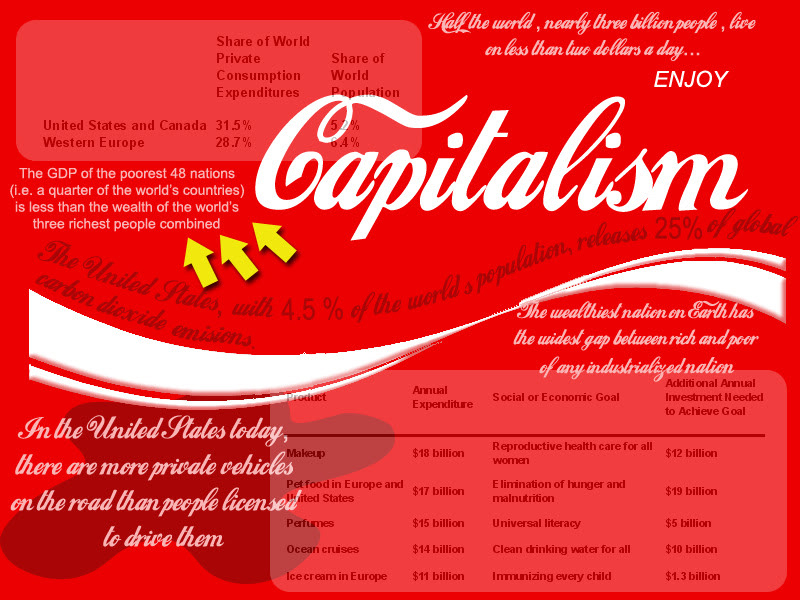 Half the world , nearly three billion people , live
on less than two dollars a day...
ENJOY
Capitalism
Share of World Private Consumption Expenditures Share of World Population
United States and Canada 31.5% 5.2%
Western Europe 28.7% 6.4%
The GDP of the poorest 48 nations
(i.e. a quarter of the world's countries)
is less than the wealth of the world's
three richest people combined
The United States, with 4.5 % of the world's population, releases 25% of global
carbon dioxide emisions.
The wealthiest nation on Earth has
the widest gap between rich and poor
of any industrialized nation
In the United States today,
there are more private vehicles
on the road than people licensed
to drive them
Product Annual Expenditure Social or Economic Goal Additional Annual Investment Needed to Achieve Goal
Makeup $18 billion Reproductive health care for all women $12 billion
Pet food in Europe and United States $17 billion Elimination of hunger and malnutrition $19 billion
Perfumes $15 billion Universal literacy $5 billion
Ocean cruises $14 billion Clean drinking water for all $10 billion
Ice cream in Europe $11 billion Immunizing every child $1.3 billion